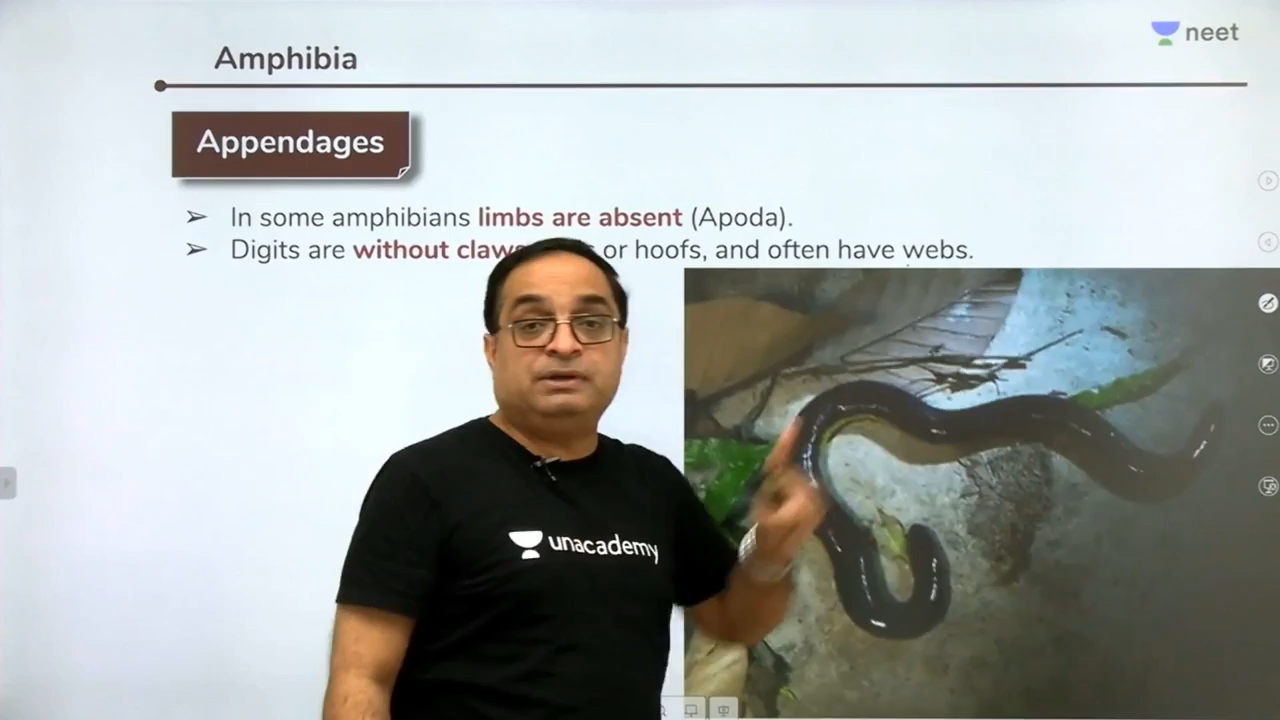 neet
Amphibia
Appendages
➢ In some amphibians limbs are absent (Apoda).
➢ Digits are without claws or hoofs, and often have webs.
unacademy